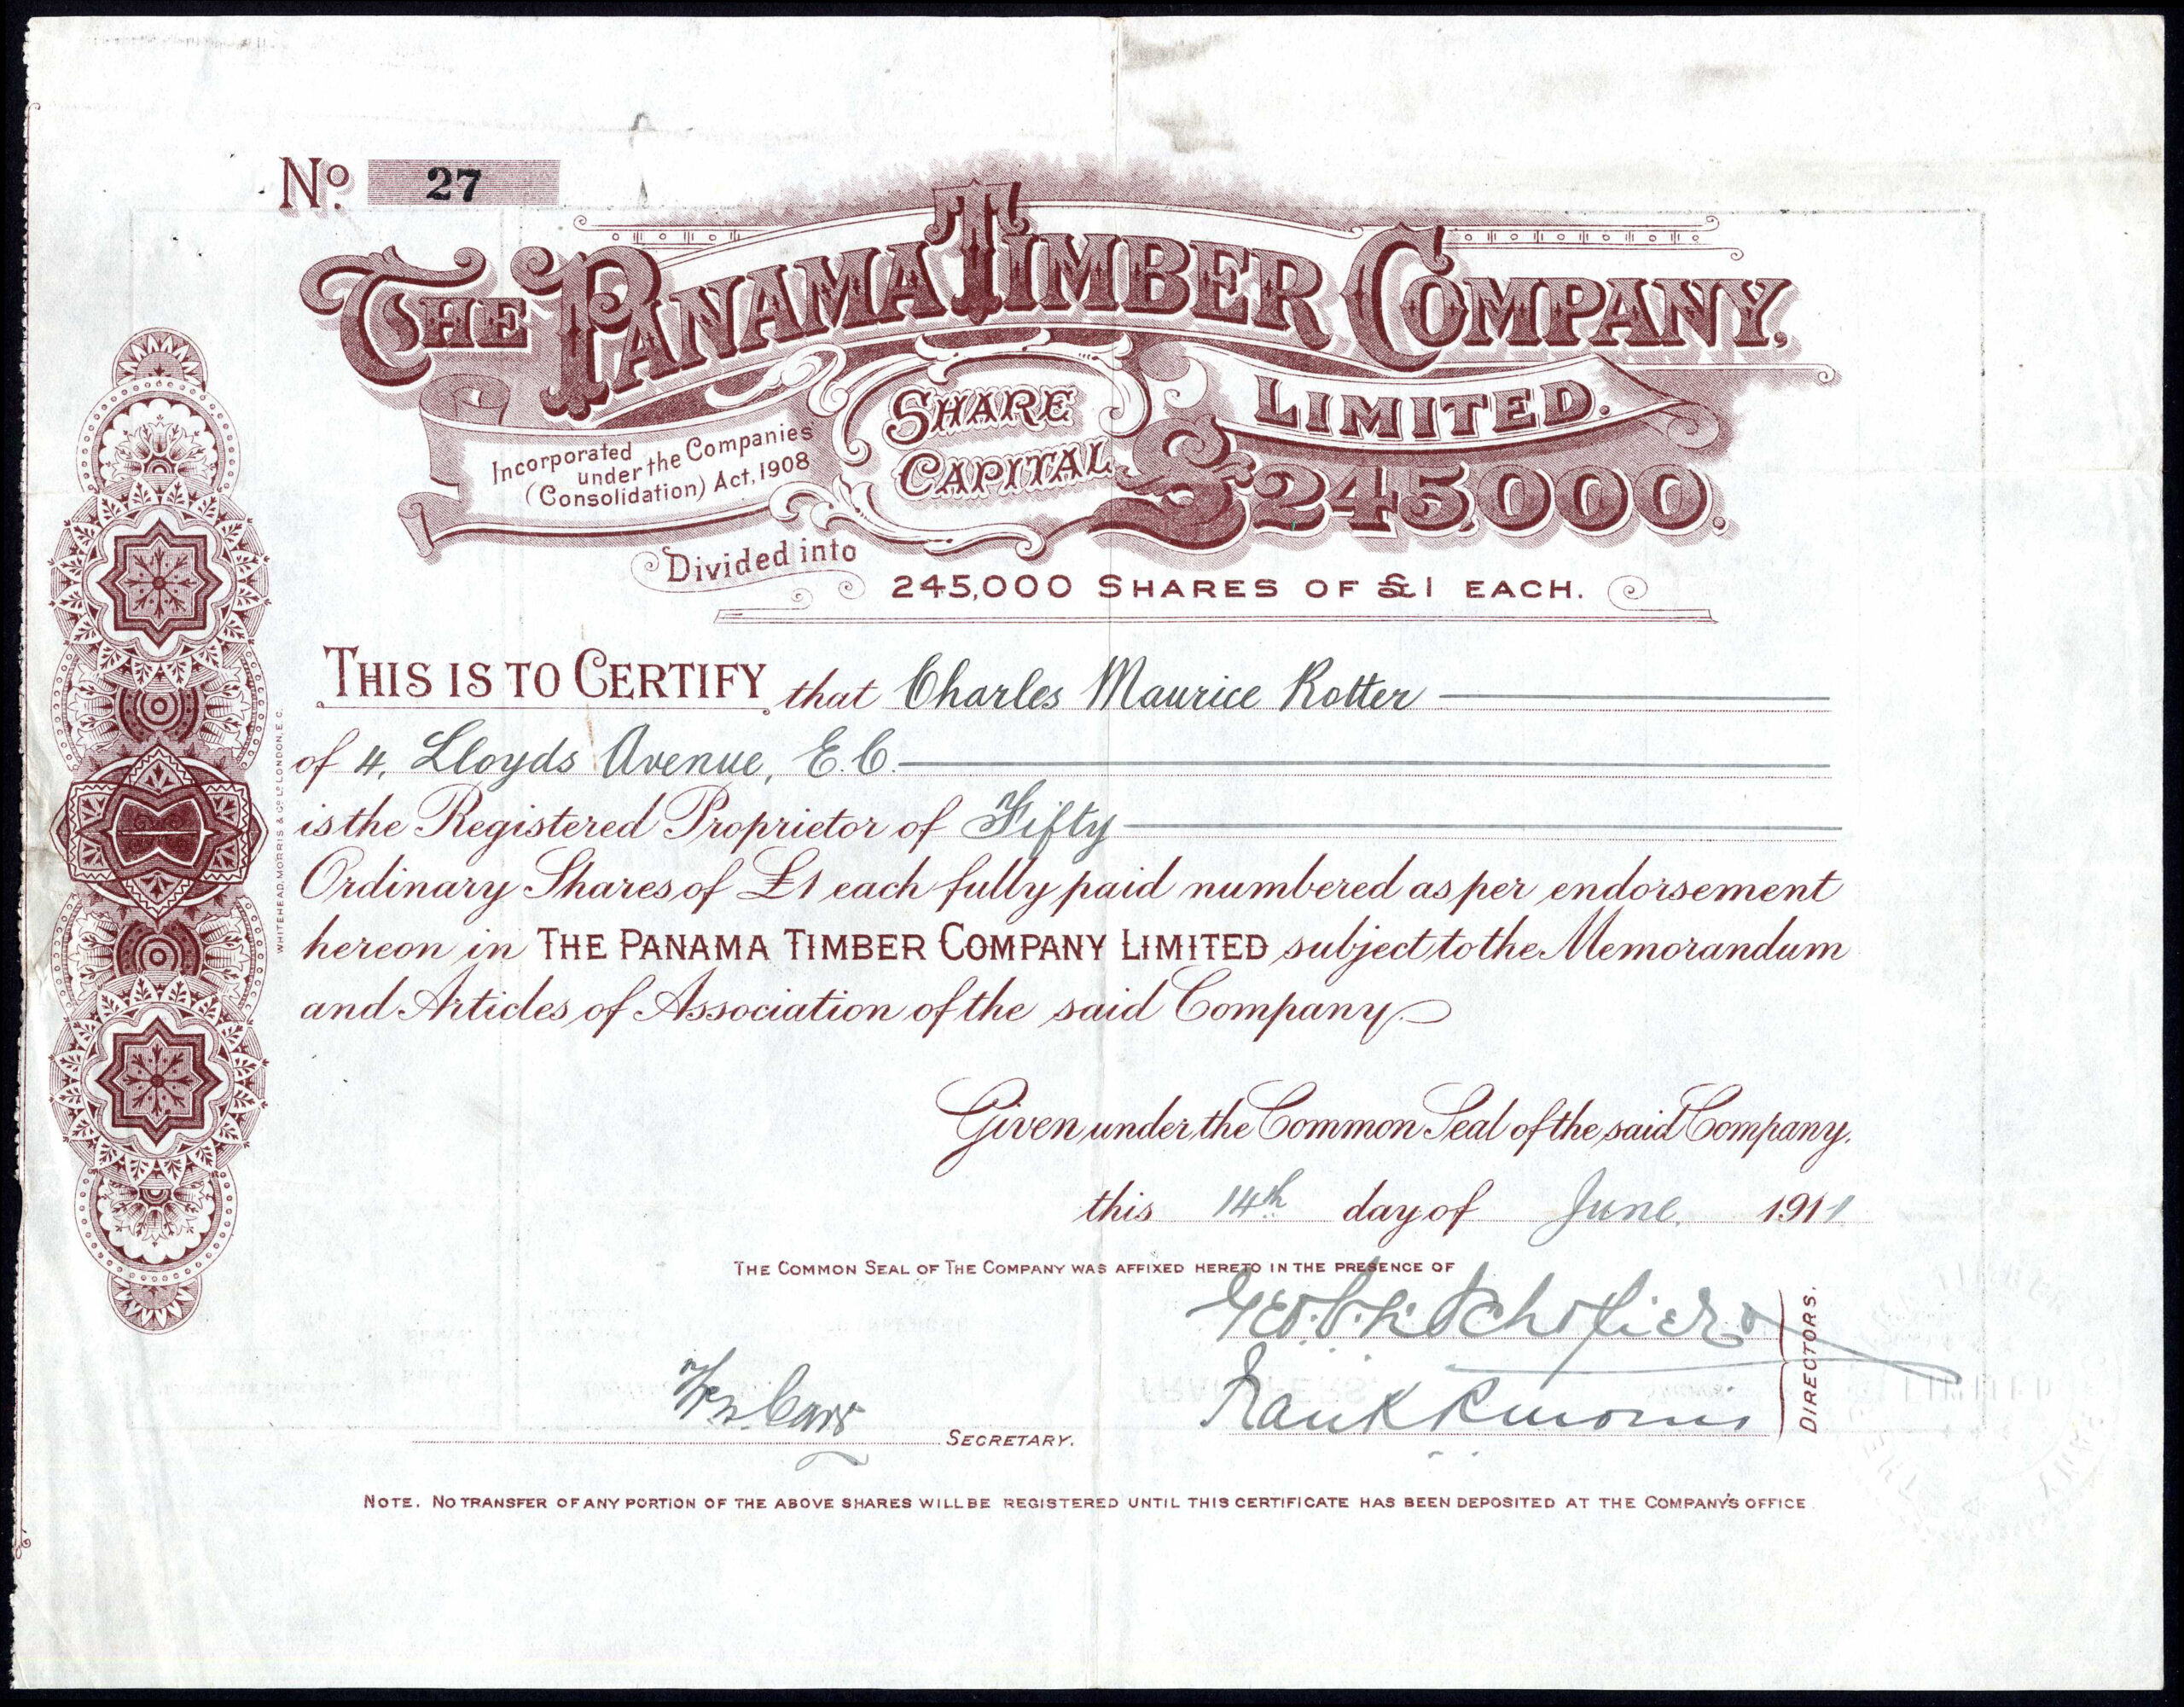 No. 27
THE PANAMA TIMBER COMPANY,
LIMITED.
Incorporated under the Companies
(Consolidation) Act, 1908
SHARE CAPITAL £245,000.
Divided into
245,000 SHARES OF £1 EACH.
THIS IS TO CERTIFY that Charles Maurice Rotter
of 4, Lloyds Avenue, E.C.
is the Registered Proprietor of Fifty
Ordinary Shares of £1 each fully paid numbered as per endorsement
hereon in THE PANAMA TIMBER COMPANY LIMITED subject to the Memorandum
and Articles of Association of the said Company.
Given under the Common Seal of the said Company,
this 14th day of June 1911
THE COMMON SEAL OF THE COMPANY WAS AFFIXED HERETO IN THE PRESENCE OF
DIRECTORS.
SECRETARY.
NOTE. NO TRANSFER OF ANY PORTION OF THE ABOVE SHARES WILL BE REGISTERED UNTIL THIS CERTIFICATE HAS BEEN DEPOSITED AT THE COMPANY'S OFFICE.
WHITEHEAD, MORRIS & Co. Ld. LONDON, E.C.